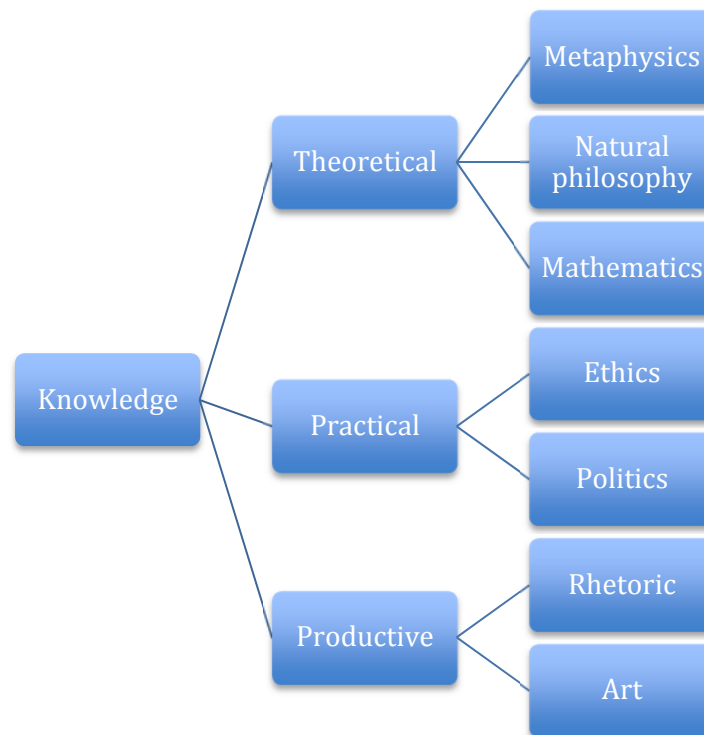 Knowledge
Theoretical
Metaphysics
Natural
philosophy
Mathematics
Practical
Ethics
Politics
Productive
Rhetoric
Art